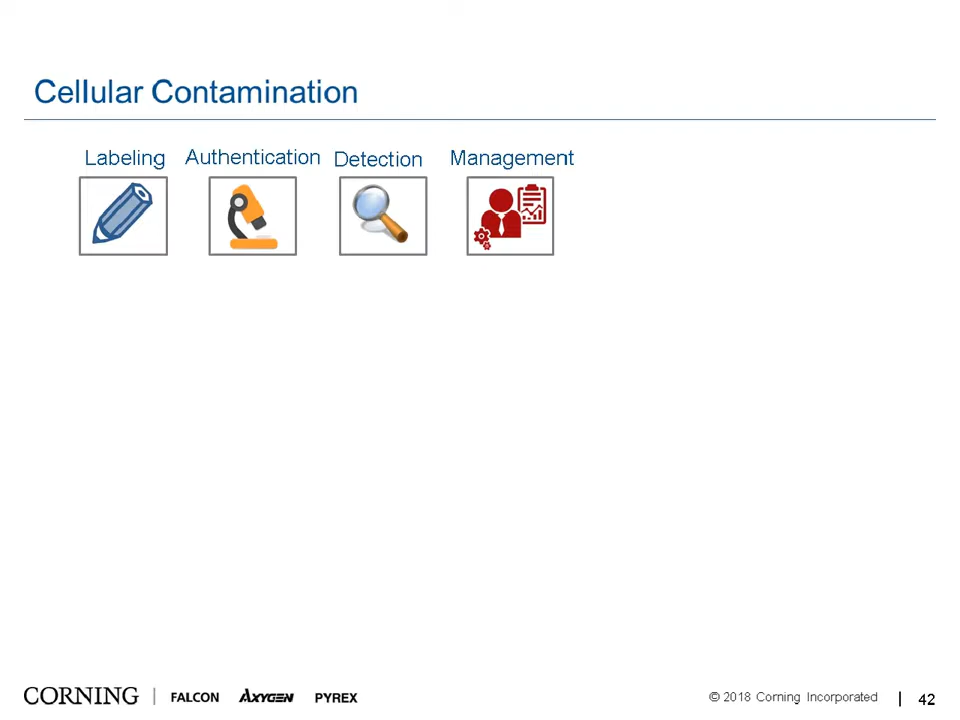 Cellular Contamination
Labeling Authentication Detection Management
CORNING | FALCON AXYGEN PYREX © 2018 Corning Incorporated | 42